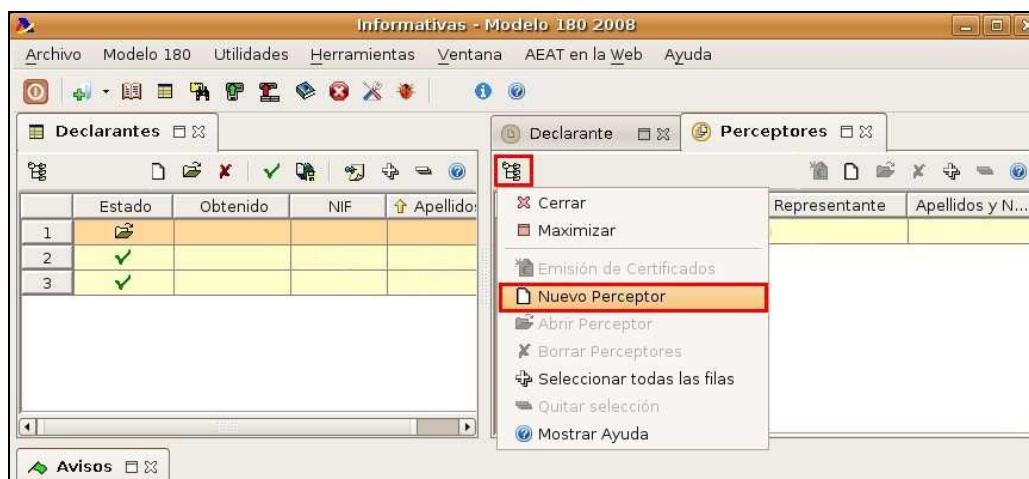 Informativas - Modelo 180 2008
Archivo Modelo 180 Utilidades Herramientas Ventana AEAT en la Web Ayuda
Declarantes
Estado Obtenido NIF Apellido
1
2
3
Declarante Perceptores
Representante Apellidos y N...
Cerrar
Maximizar
Emisión de Certificados
Nuevo Perceptor
Abrir Perceptor
Borrar Perceptores
Seleccionar todas las filas
Quitar selección
Mostrar Ayuda
Avisos